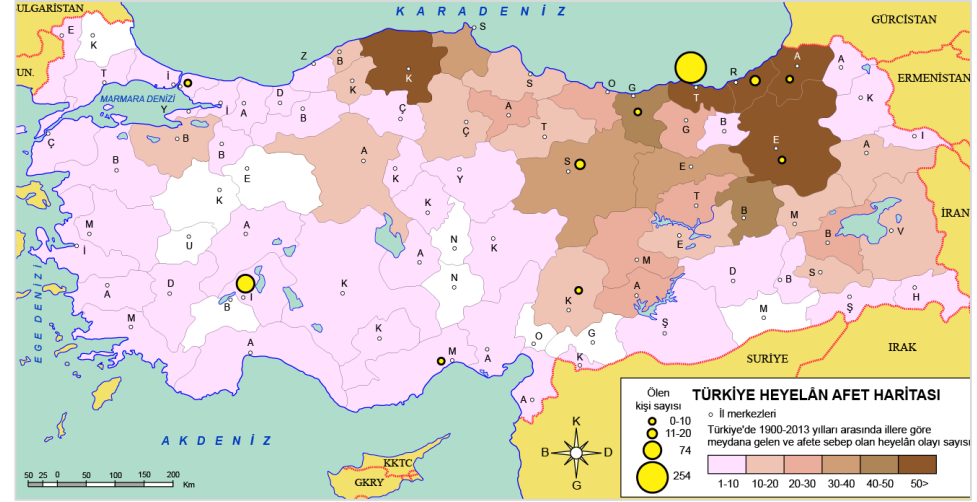 BULGARİSTAN
K A R A D E N İ Z
GÜRCİSTAN
ERMENİSTAN
UN.
MARMARA DENİZİ
İRAN
EGE DENİZİ
E
K
T
İ
Y
İ
A
D
B
Z
B
K
K
Ç
S
S
A
Ç
T
O
G
T
R
A
A
K
I
G
B
E
A
Ç
B
B
B
E
K
A
K
Y
S
E
T
B
M
B
V
K
M
İ
U
A
N
K
A
N
E
M
A
K
D
B
S
Ş
H
A
D
B
I
K
M
A
K
M
A
O
G
K
Ş
M
A
SURİYE
IRAK
A K D E N İ Z
KKTC
GKRY
K
B D
G
50 25 0 50 100 150 200
Km
Ölen
kişi sayısı
0-10
11-20
74
254
TÜRKİYE HEYELÂN AFET HARİTASI
İl merkezleri
Türkiye'de 1900-2013 yılları arasında illere göre
meydana gelen ve afete sebep olan heyelân olayı sayısı
1-10 10-20 20-30 30-40 40-50 50>